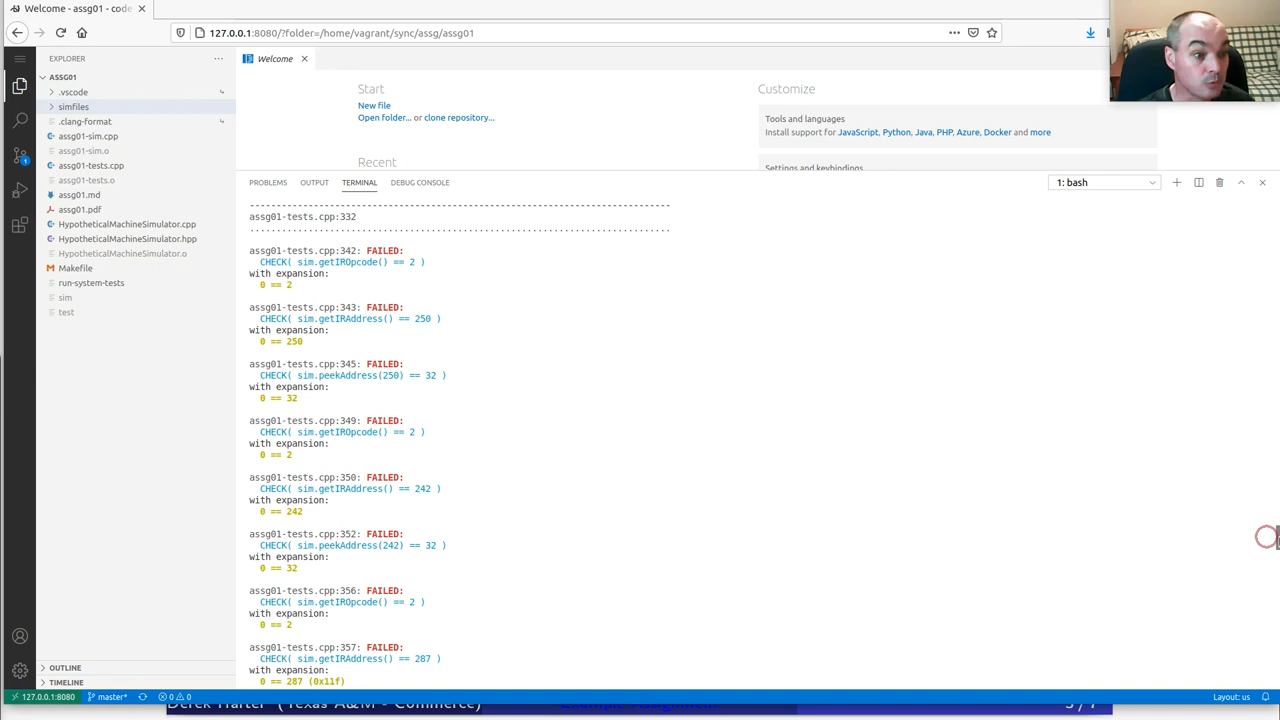 Welcome - assg01 - code
127.0.0.1:8080/?folder=/home/vagrant/sync/assg/assg01
EXPLORER
Welcome
ASSG01
.vscode
simfiles
.clang-format
assg01-sim.cpp
assg01-sim.o
assg01-tests.cpp
assg01-tests.o
assg01.md
assg01.pdf
HypotheticalMachineSimulator.cpp
HypotheticalMachineSimulator.hpp
HypotheticalMachineSimulator.o
Makefile
run-system-tests
sim
test
OUTLINE
TIMELINE
Start
New file
Open folder... or clone repository...
Recent
Customize
Tools and languages
Install support for JavaScript, Python, Java, PHP, Azure, Docker and more
Settings and keybindings
PROBLEMS OUTPUT TERMINAL DEBUG CONSOLE
1: bash
-------------------------------------------------------------------------------
assg01-tests.cpp:332
...............................................................................
assg01-tests.cpp:342: FAILED:
CHECK( sim.getIROpcode() == 2 )
with expansion:
0 == 2
assg01-tests.cpp:343: FAILED:
CHECK( sim.getIRAddress() == 250 )
with expansion:
0 == 250
assg01-tests.cpp:345: FAILED:
CHECK( sim.peekAddress(250) == 32 )
with expansion:
0 == 32
assg01-tests.cpp:349: FAILED:
CHECK( sim.getIROpcode() == 2 )
with expansion:
0 == 2
assg01-tests.cpp:350: FAILED:
CHECK( sim.getIRAddress() == 242 )
with expansion:
0 == 242
assg01-tests.cpp:352: FAILED:
CHECK( sim.peekAddress(242) == 32 )
with expansion:
0 == 32
assg01-tests.cpp:356: FAILED:
CHECK( sim.getIROpcode() == 2 )
with expansion:
0 == 2
assg01-tests.cpp:357: FAILED:
CHECK( sim.getIRAddress() == 287 )
with expansion:
0 == 287 (0x11f)
127.0.0.1:8080 master* 0 0
Layout: us
Derek Harter (Texas A&M - Commerce) Example Assignment 5 / 7